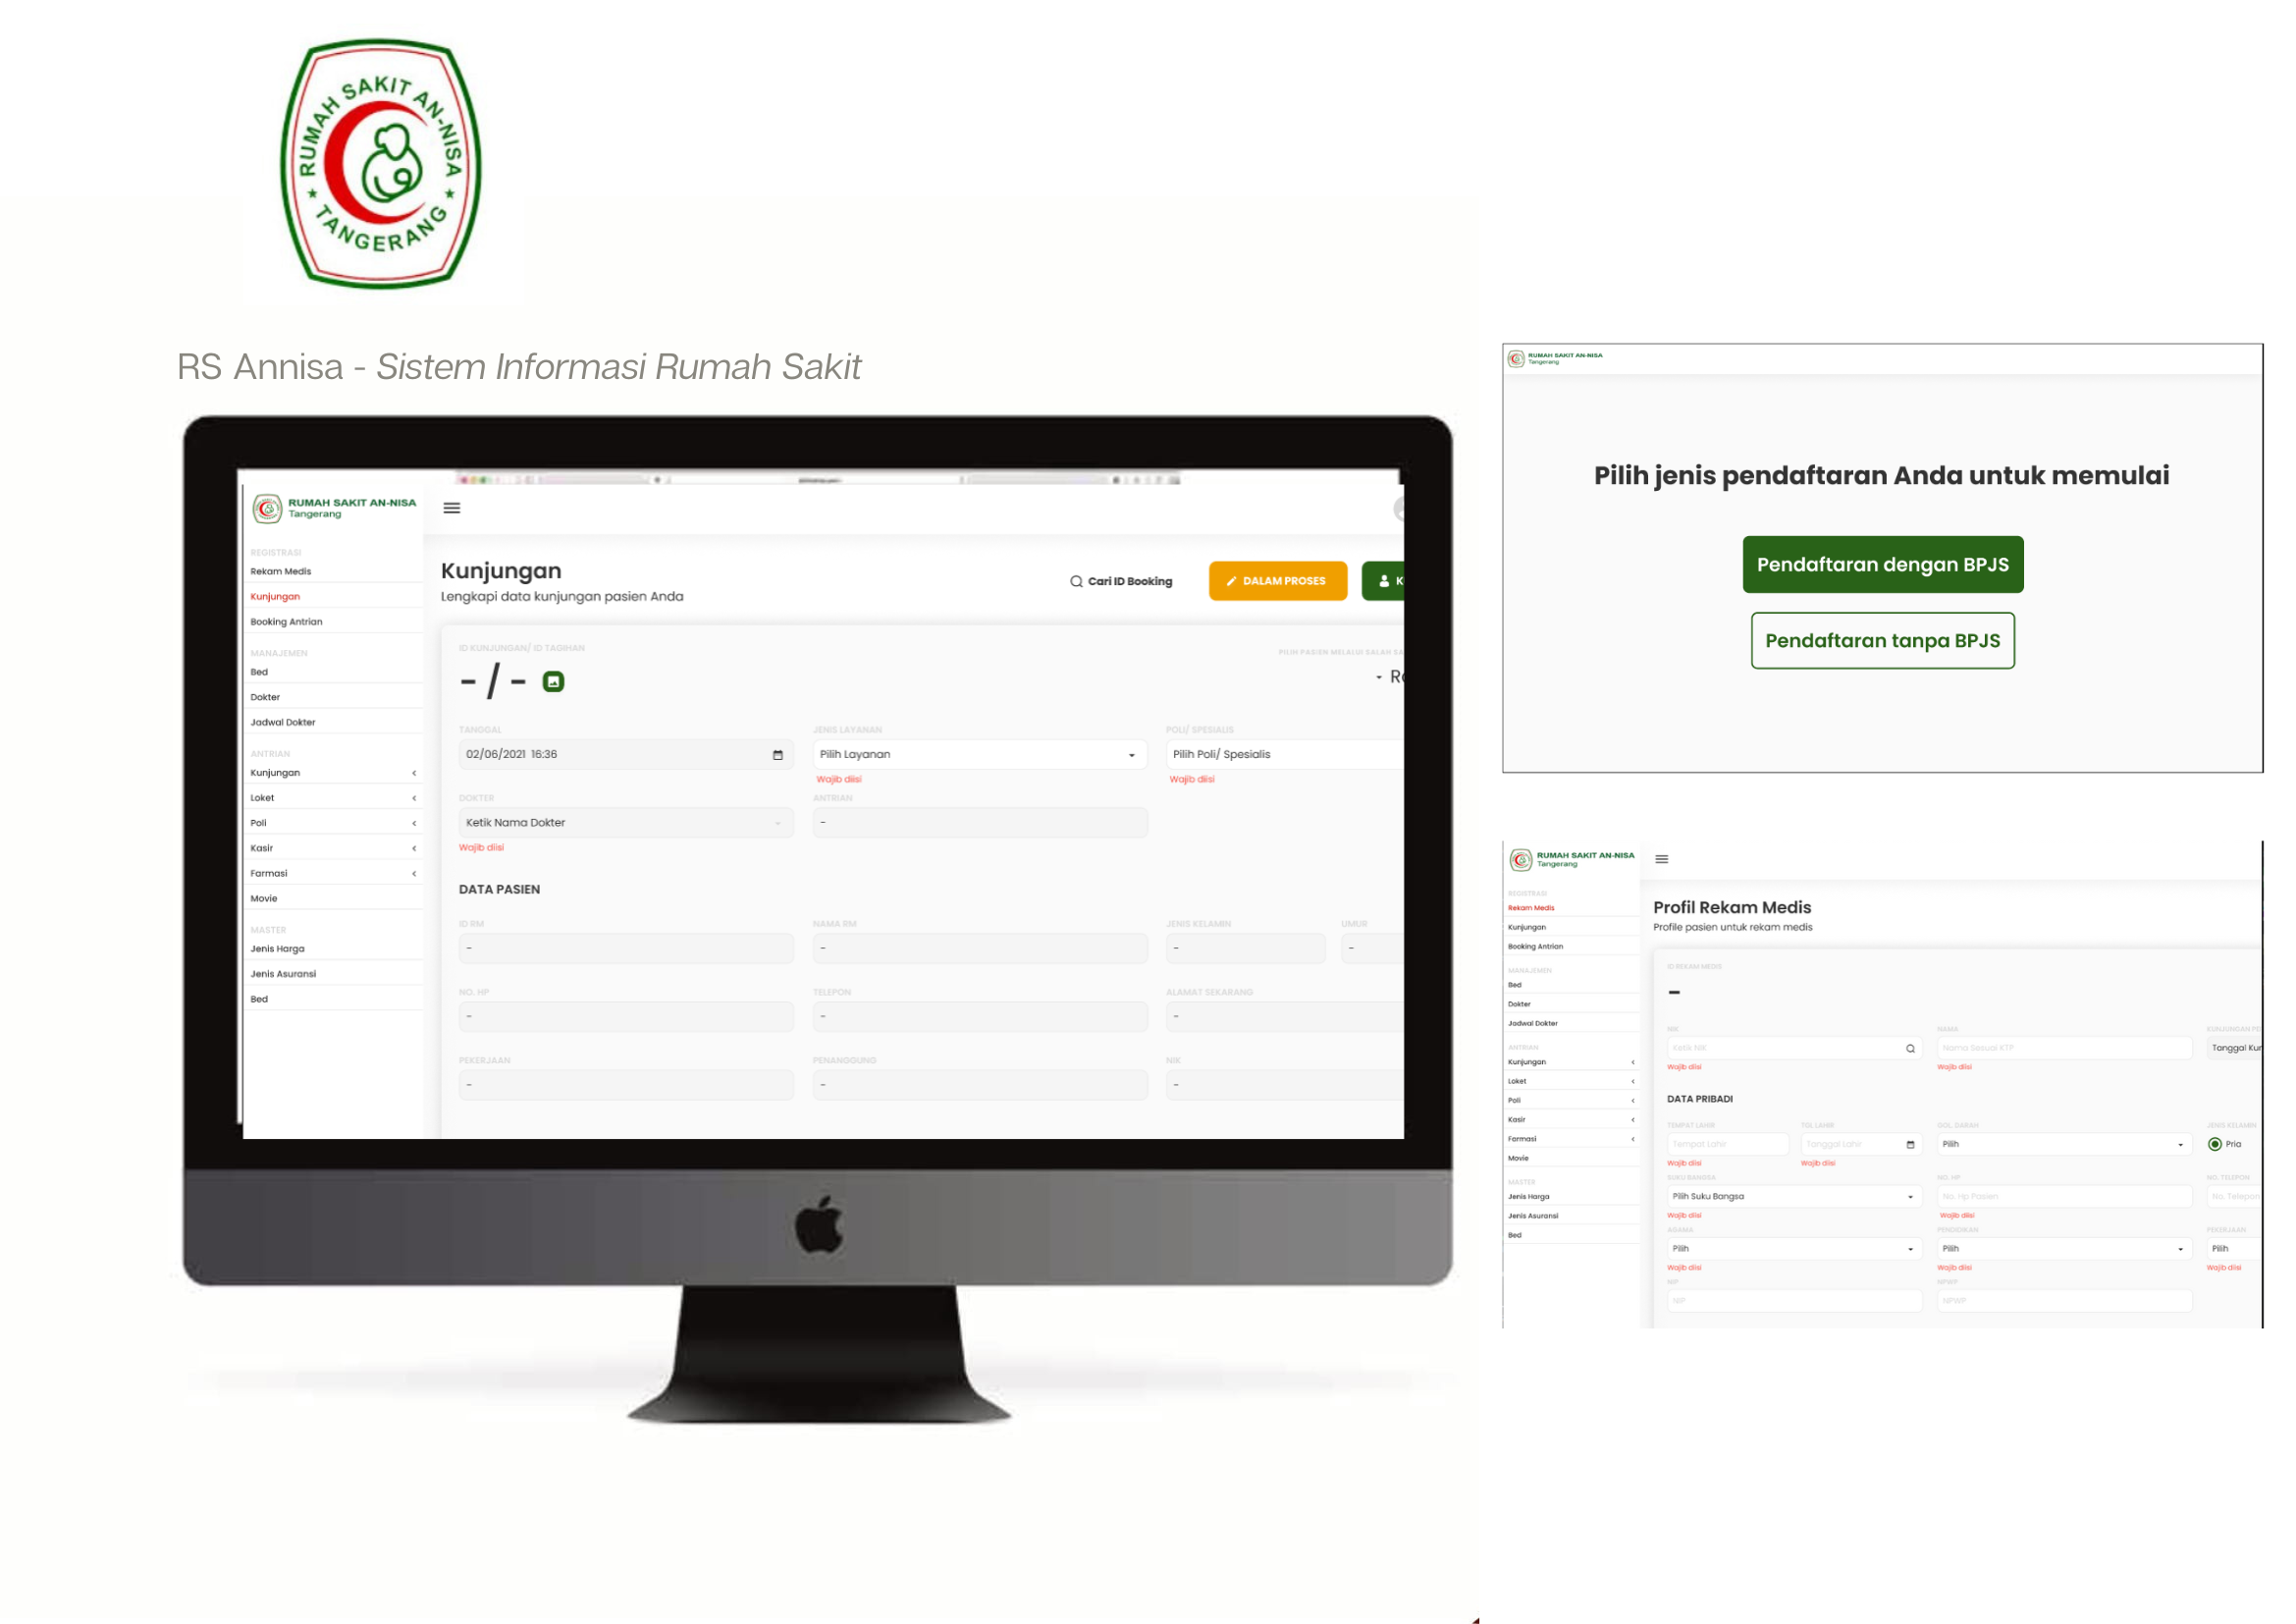 RUMAH SAKIT AN-NISA
TANGERANG
RS Annisa - Sistem Informasi Rumah Sakit
RUMAH SAKIT AN-NISA
Tangerang
REGISTRASI
Rekam Medis
Kunjungan
Booking Antrian
MANAJEMEN
Bed
Dokter
Jadwal Dokter
ANTRIAN
Kunjungan
Loket
Poli
Kasir
Farmasi
Movie
MASTER
Jenis Harga
Jenis Asuransi
Bed
Kunjungan
Lengkapi data kunjungan pasien Anda
Cari ID Booking
DALAM PROSES
K
ID KUNJUNGAN/ ID TAGIHAN
- / -
PILIH PASIEN MELALUI SALAH SA
TANGGAL JENIS LAYANAN POLI/ SPESIALIS
02/06/2021 16:36 Pilih Layanan Pilih Poli/ Spesialis
Wajib diisi Wajib diisi
DOKTER ANTRIAN
Ketik Nama Dokter -
Wajib diisi
DATA PASIEN
ID RM NAMA RM JENIS KELAMIN UMUR
- - - -
NO. HP TELEPON ALAMAT SEKARANG
- - -
PEKERJAAN PENANGGUNG NIK
- - -
RUMAH SAKIT AN-NISA
Tangerang
Pilih jenis pendaftaran Anda untuk memulai
Pendaftaran dengan BPJS
Pendaftaran tanpa BPJS
RUMAH SAKIT AN-NISA
Tangerang
REGISTRASI
Rekam Medis
Kunjungan
Booking Antrian
MANAJEMEN
Bed
Dokter
Jadwal Dokter
ANTRIAN
Kunjungan
Loket
Poli
Kasir
Farmasi
Movie
MASTER
Jenis Harga
Jenis Asuransi
Bed
Profil Rekam Medis
Profile pasien untuk rekam medis
ID REKAM MEDIS
-
NIK NAMA KUNJUNGAN PE
Ketik NIK Nama Sesuai KTP Tanggal Kun
Wajib diisi Wajib diisi
DATA PRIBADI
TEMPAT LAHIR TGL LAHIR GOL. DARAH JENIS KELAMIN
Tempat Lahir Tanggal Lahir Pilih Pria
Wajib diisi Wajib diisi
SUKU BANGSA NO. HP NO. TELEPON
Pilih Suku Bangsa No. Hp Pasien No. Telepon
Wajib diisi Wajib diisi
AGAMA PENDIDIKAN PEKERJAAN
Pilih Pilih Pilih
Wajib diisi Wajib diisi Wajib diisi
NIP NPWP
NIP NPWP